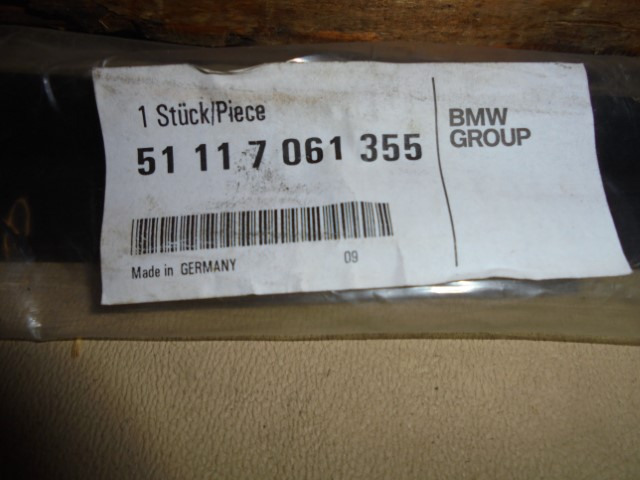 1 Stück/Piece
51 11 7 061 355
BMW
GROUP
Made in GERMANY
09